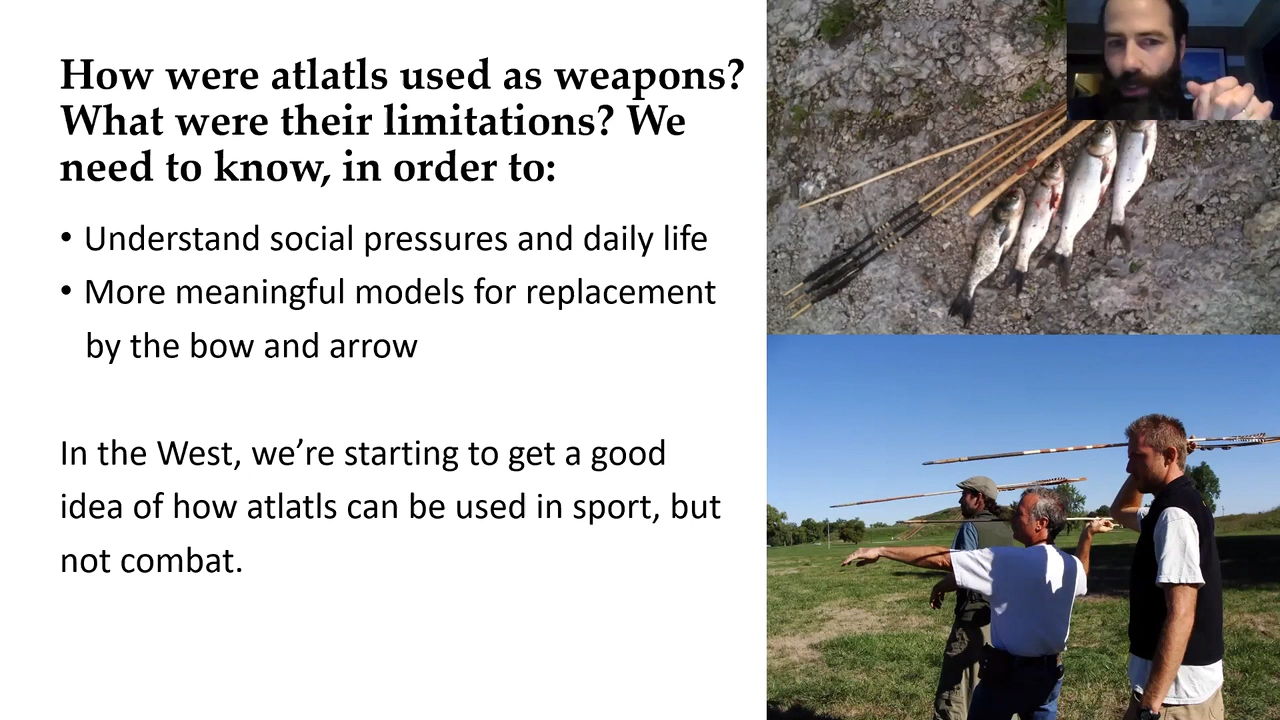 How were atlatls used as weapons?
What were their limitations? We
need to know, in order to:
• Understand social pressures and daily life
• More meaningful models for replacement
by the bow and arrow
In the West, we’re starting to get a good
idea of how atlatls can be used in sport, but
not combat.